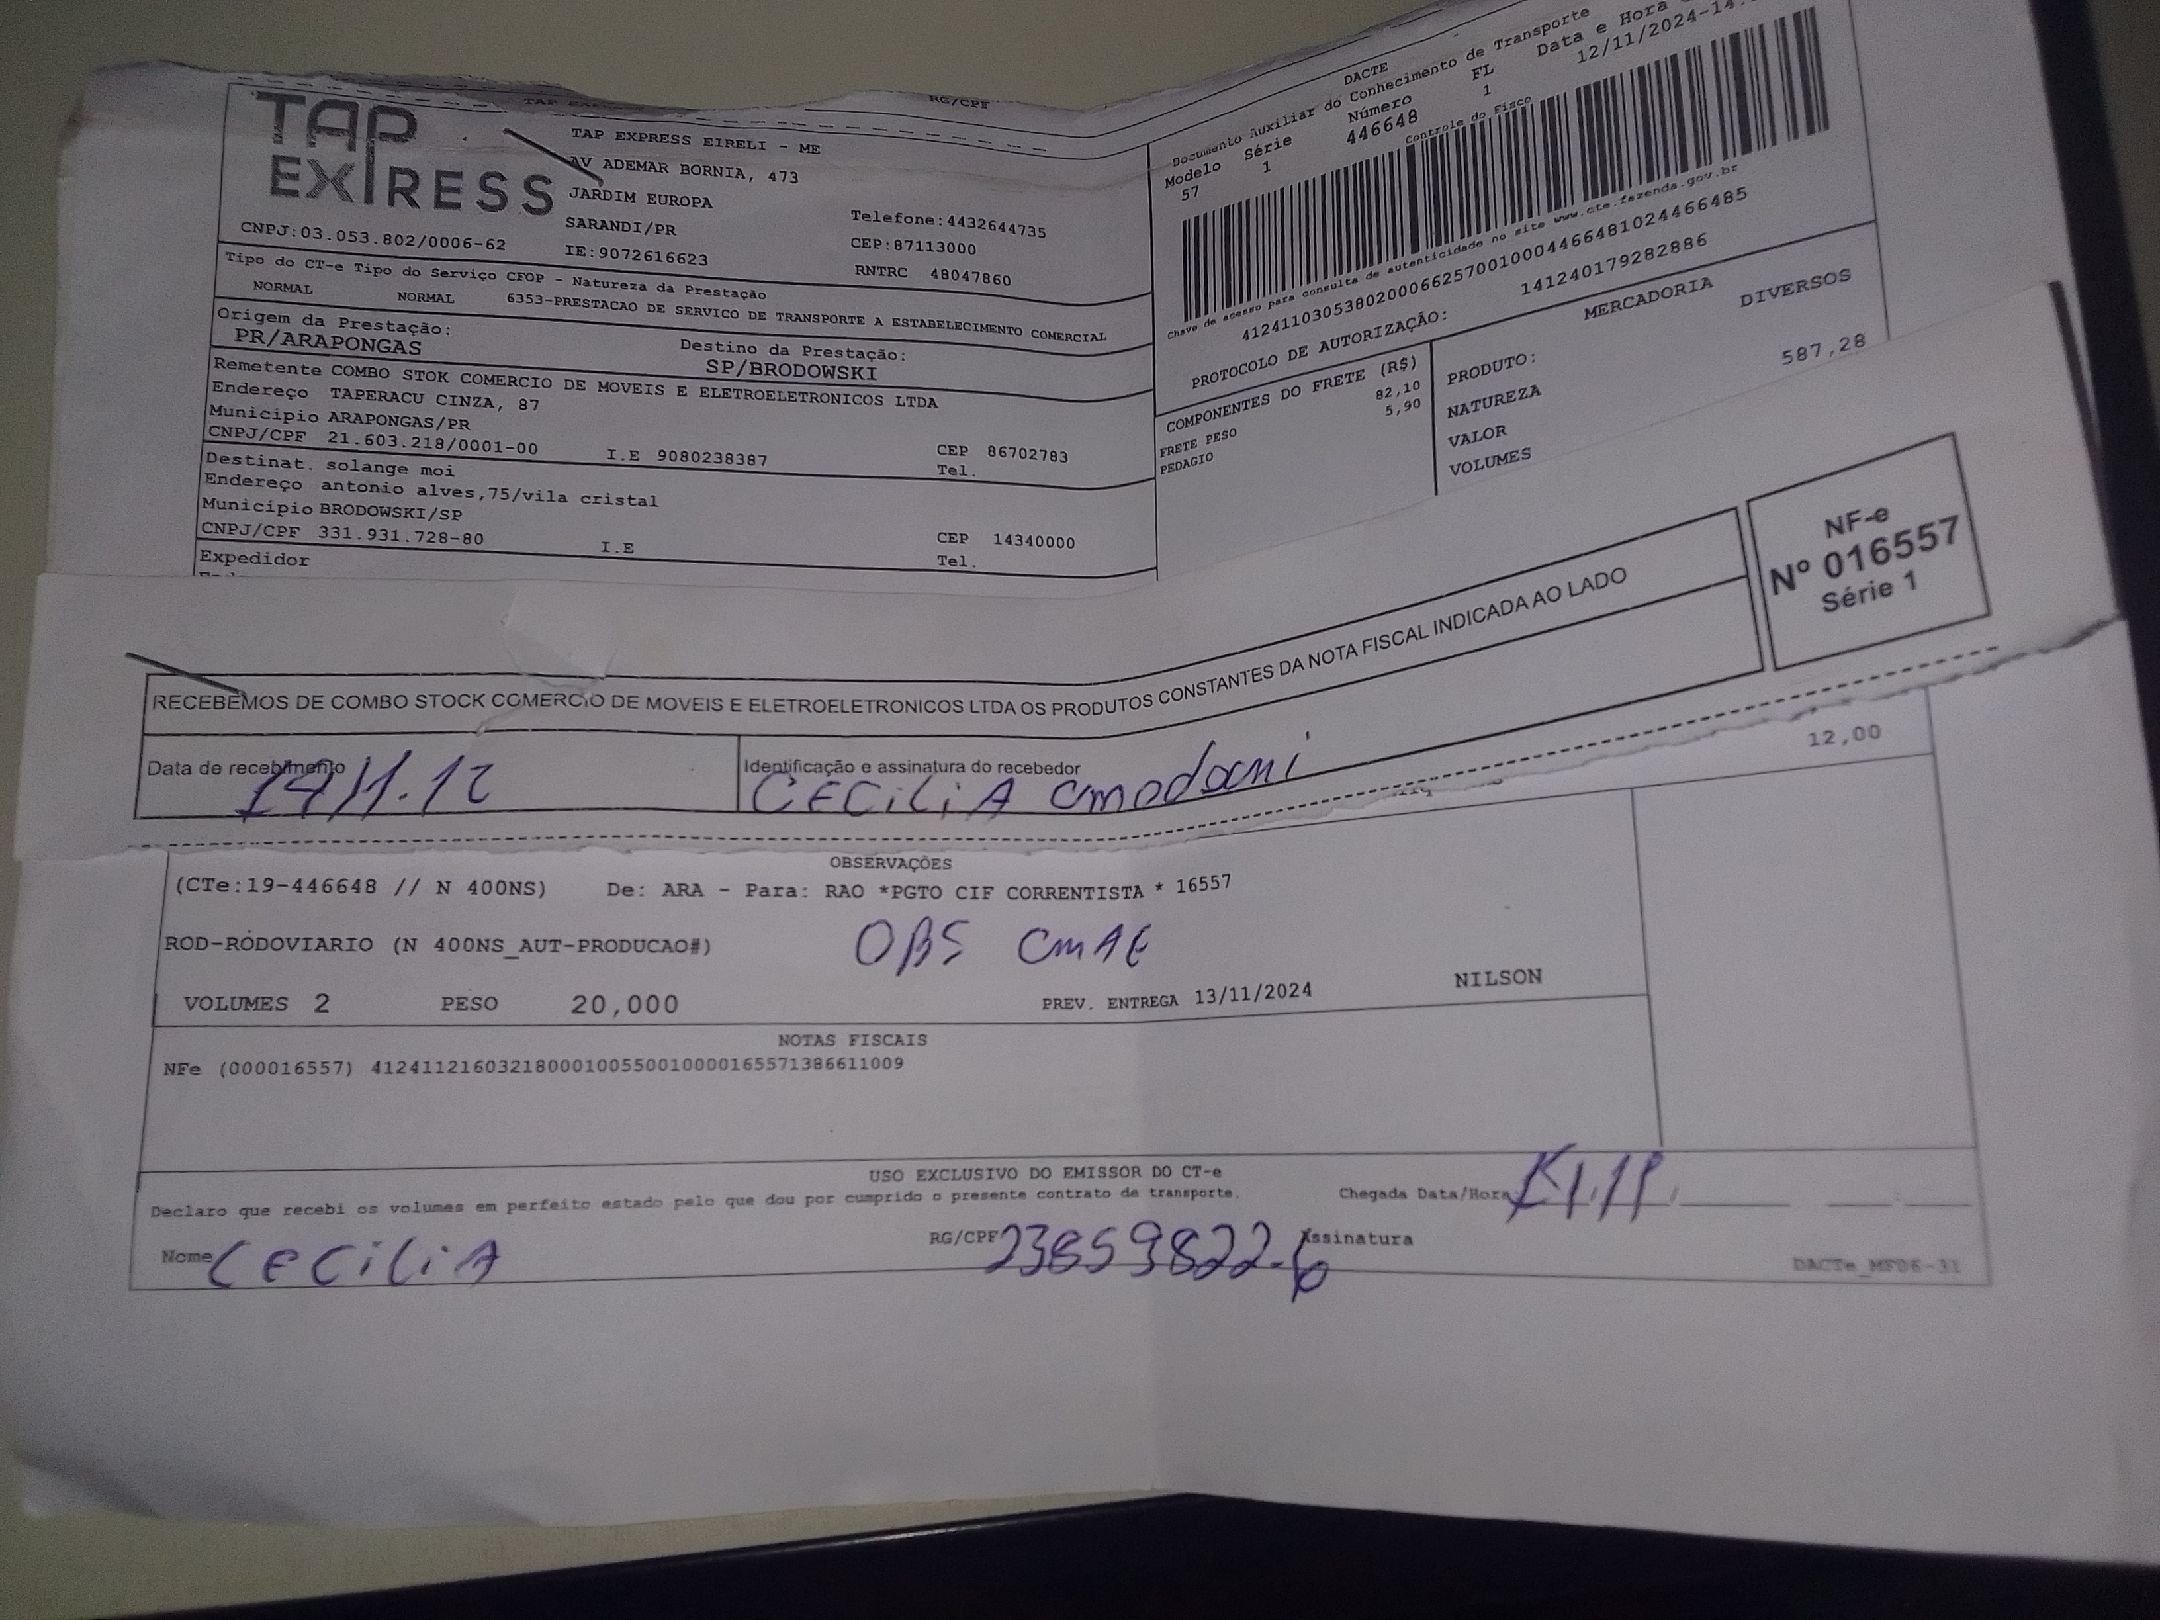 RG/CPF
TAP
EXPRESS
TAP EXPRESS EIRELI - ME
AV ADEMAR BORNIA, 473
JARDIM EUROPA
SARANDI/PR
Telefone:4432644735
CNPJ:03.053.802/0006-62
IE:9072616623
CEP:87113000
RNTRC 48047860
DACTE
Documento Auxiliar do Conhecimento de Transporte
Modelo Série Número FL Data e Hora
57 1 446648 1 12/11/2024-14
Controle do Fisco
Chave de acesso para consulta de autenticidade no site www.cte.fazenda.gov.br
41241103053802000662570010004466481024466485
PROTOCOLO DE AUTORIZAÇÃO: 141240179282886
Tipo do CT-e Tipo do Serviço CFOP - Natureza da Prestação
NORMAL NORMAL 6353-PRESTACAO DE SERVICO DE TRANSPORTE A ESTABELECIMENTO COMERCIAL
Origem da Prestação: Destino da Prestação:
PR/ARAPONGAS SP/BRODOWSKI
Remetente COMBO STOK COMERCIO DE MOVEIS E ELETROELETRONICOS LTDA
Endereço TAPERACU CINZA, 87
Município ARAPONGAS/PR CEP 86702783
CNPJ/CPF 21.603.218/0001-00 I.E 9080238387 Tel.
Destinat. solange moi
Endereço antonio alves,75/vila cristal
Município BRODOWSKI/SP CEP 14340000
CNPJ/CPF 331.931.728-80 I.E Tel.
Expedidor
COMPONENTES DO FRETE (R$)
FRETE PESO 82,10
PEDAGIO 5,90
MERCADORIA
PRODUTO: DIVERSOS
NATUREZA
VALOR 587,28
VOLUMES
NF-e
Nº 016557
Série 1
RECEBEMOS DE COMBO STOCK COMERCIO DE MOVEIS E ELETROELETRONICOS LTDA OS PRODUTOS CONSTANTES DA NOTA FISCAL INDICADA AO LADO
Data de recebimento
Identificação e assinatura do recebedor
CECILIA
12,00
OBSERVAÇÕES
(CTe:19-446648 // N 400NS) De: ARA - Para: RAO *PGTO CIF CORRENTISTA * 16557
ROD-RODOVIARIO (N 400NS_AUT-PRODUCAO#)
OBS
VOLUMES 2 PESO 20,000 PREV. ENTREGA 13/11/2024 NILSON
NOTAS FISCAIS
NFe (000016557) 41241121603218000100550010000165571386611009
USO EXCLUSIVO DO EMISSOR DO CT-e
Declaro que recebi os volumes em perfeito estado pelo que dou por cumprido o presente contrato de transporte.
Chegada Data/Hora
Nome CECILIA RG/CPF 23859822-6 Assinatura
DACTe_MF06-31